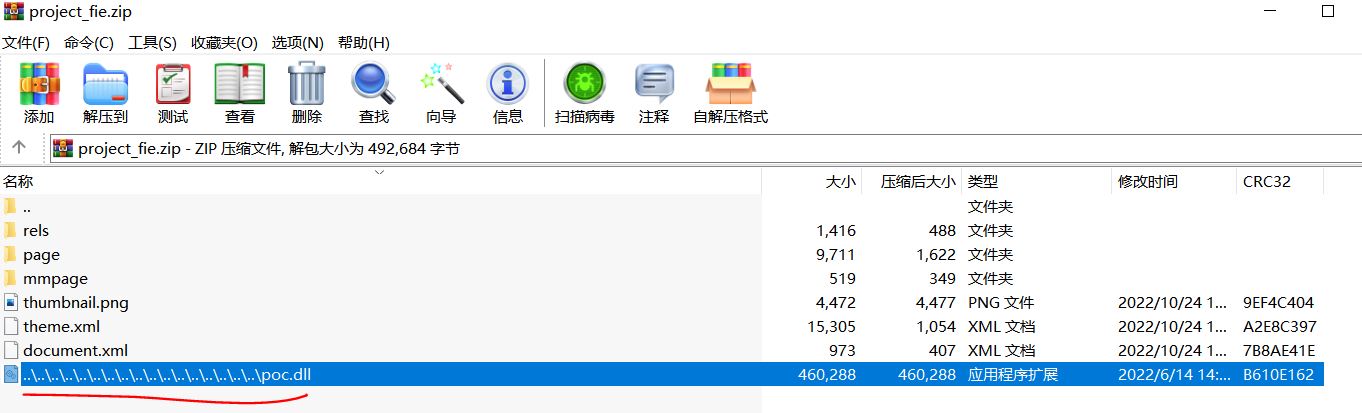 project_fie.zip
文件(F) 命令(C) 工具(S) 收藏夹(O) 选项(N) 帮助(H)
添加 解压到 测试 查看 删除 查找 向导 信息 扫描病毒 注释 自解压格式
project_fie.zip - ZIP 压缩文件, 解包大小为 492,684 字节
名称 大小 压缩后大小 类型 修改时间 CRC32
.. 文件夹
rels 1,416 488 文件夹
page 9,711 1,622 文件夹
mmpage 519 349 文件夹
thumbnail.png 4,472 4,477 PNG 文件 2022/10/24 1... 9EF4C404
theme.xml 15,305 1,054 XML 文档 2022/10/24 1... A2E8C397
document.xml 973 407 XML 文档 2022/10/24 1... 7B8AE41E
..\..\..\..\..\..\..\..\..\..\..\..\..\..\..\..\..\poc.dll 460,288 460,288 应用程序扩展 2022/6/14 14:... B610E162